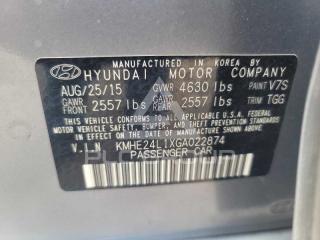 MANUFACTURED IN KOREA BY
HYUNDAI MOTOR COMPANY
AUG/25/15 GVWR 4630 lbs PAINT V7S
GAWR FRONT 2557 lbs GAWR REAR 2557 lbs TRIM TGG
THIS VEHICLE CONFORMS TO ALL APPLICABLE U.S.
FEDERAL MOTOR VEHICLE SAFETY, BUMPER, AND THEFT
PREVENTION STANDARDS IN EFFECT ON THE DATE OF
MANUFACTURE SHOWN ABOVE.
V.I.N KMHE24L1XGA022874
PASSENGER CAR